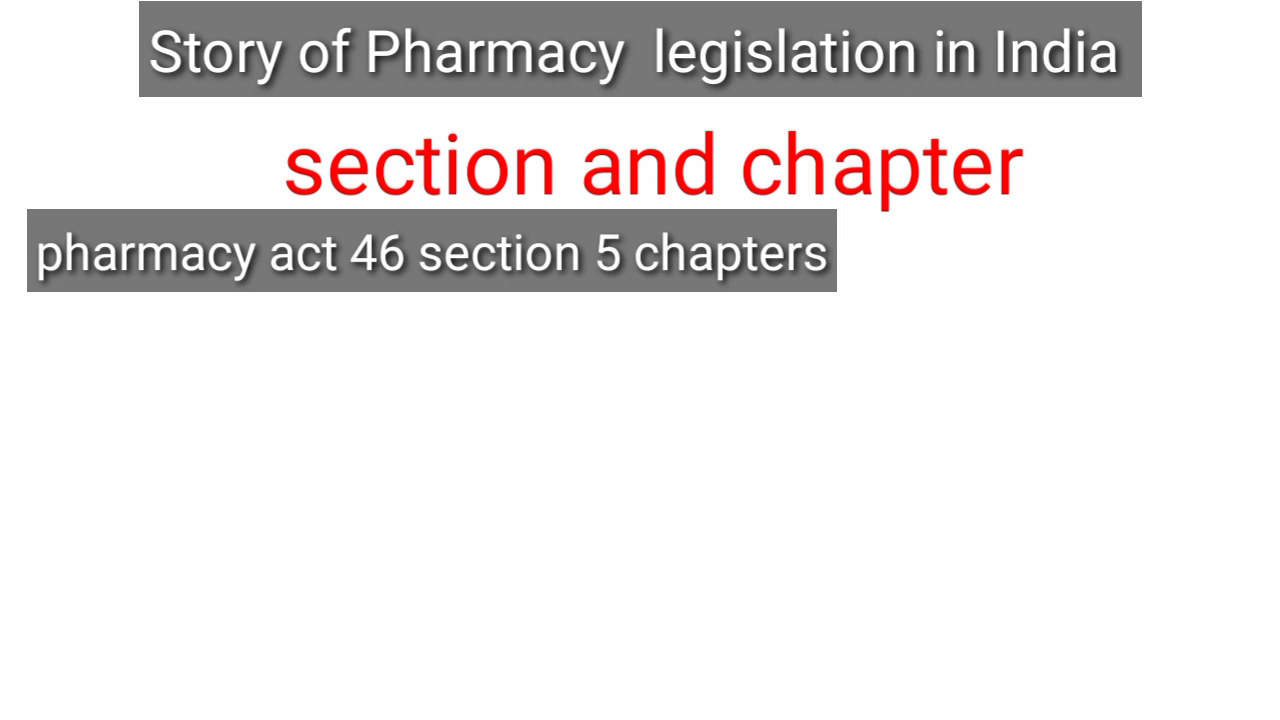 Story of Pharmacy  legislation in India
section and chapter
pharmacy act 46 section 5 chapters